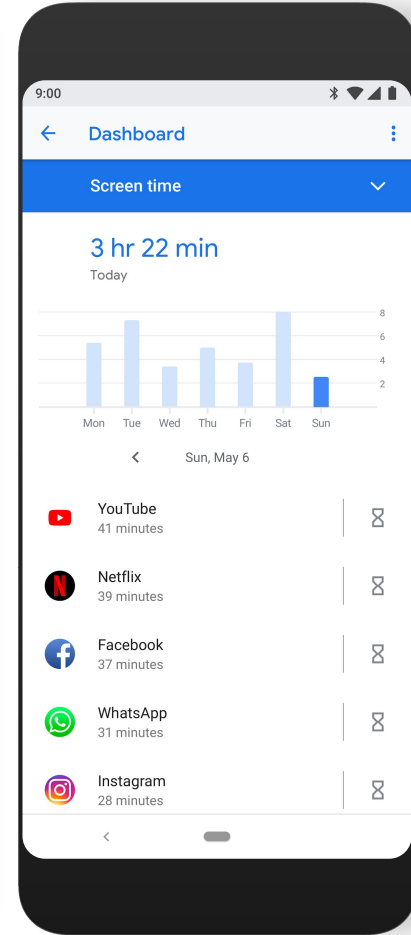 9:00
Dashboard
Screen time
3 hr 22 min
Today
8
6
4
2
Mon Tue Wed Thu Fri Sat Sun
Sun, May 6
YouTube
41 minutes
Netflix
39 minutes
Facebook
37 minutes
WhatsApp
31 minutes
Instagram
28 minutes